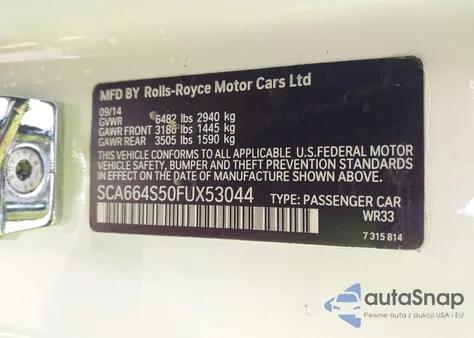 MFD BY Rolls-Royce Motor Cars Ltd
09/14
GVWR 6482 lbs 2940 kg
GAWR FRONT 3186 lbs 1445 kg
GAWR REAR 3505 lbs 1590 kg
THIS VEHICLE CONFORMS TO ALL APPLICABLE U.S.FEDERAL MOTOR
VEHICLE SAFETY, BUMPER AND THEFT PREVENTION STANDARDS
IN EFFECT ON THE DATE OF MANUFACTURE SHOWN ABOVE.
SCA664S50FUX53044 TYPE: PASSENGER CAR
WR33
7 315 814
autoSnap
Pewne auta z aukcji USA i EU